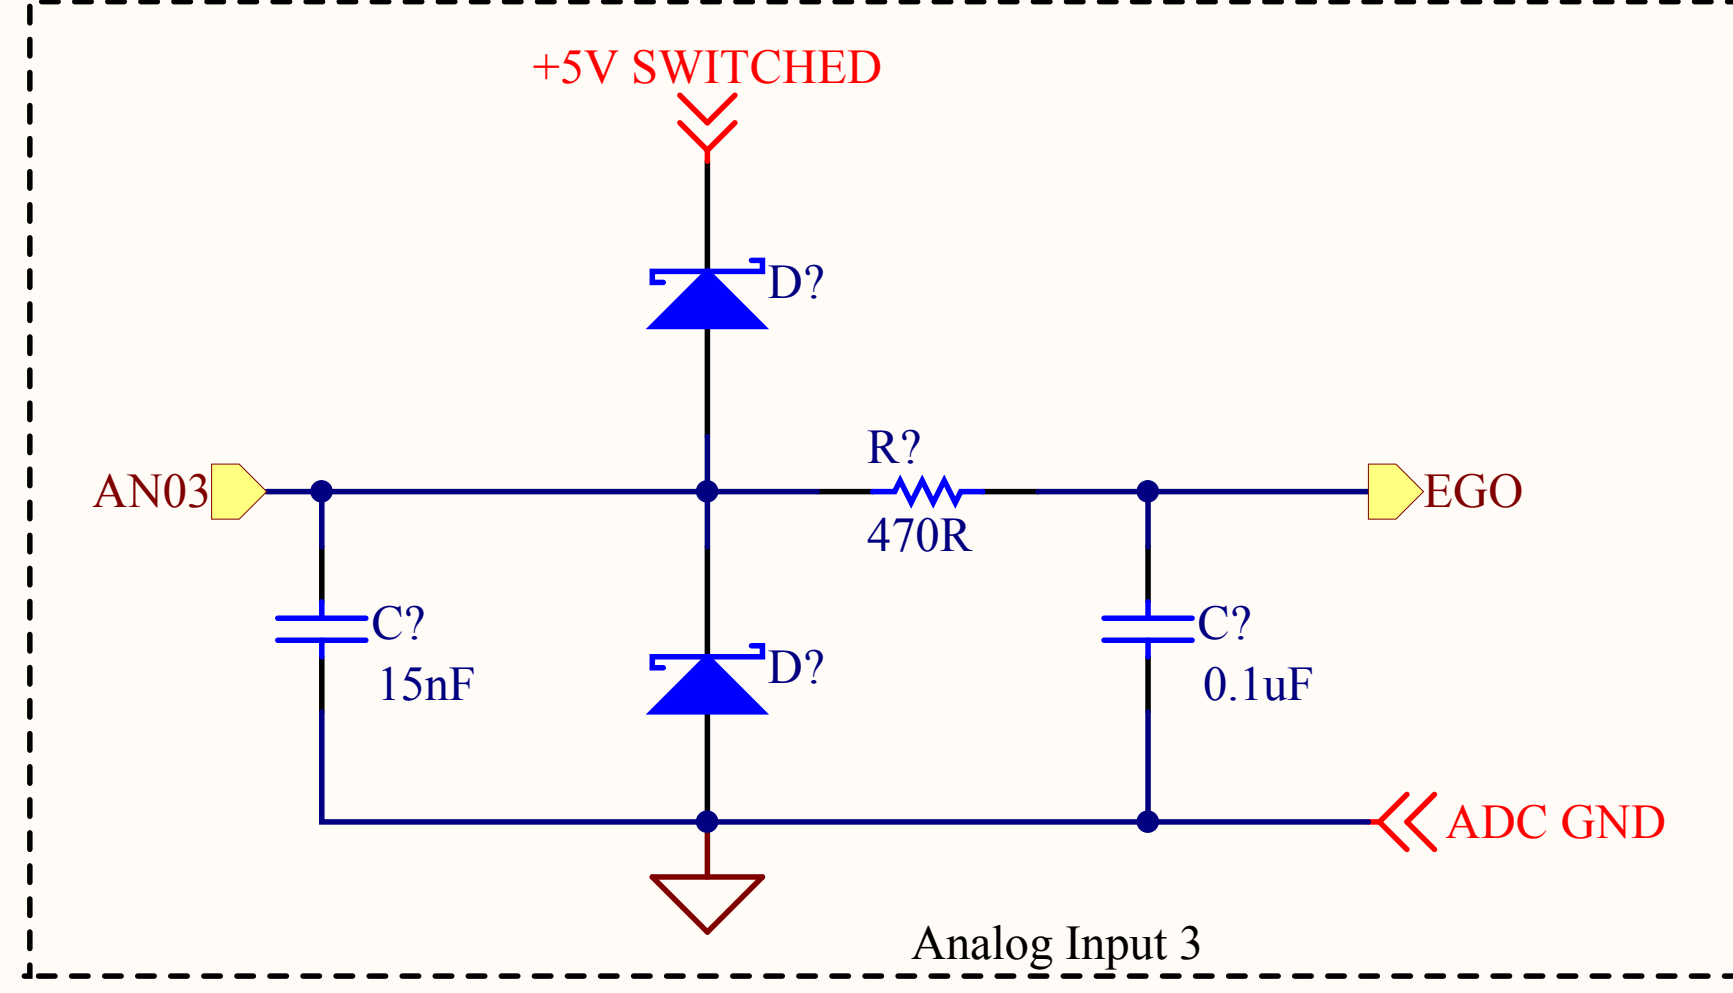 +5V SWITCHED
D?
R?
AN03
EGO
470R
C?
15nF
D?
C?
0.1uF
ADC GND
Analog Input 3